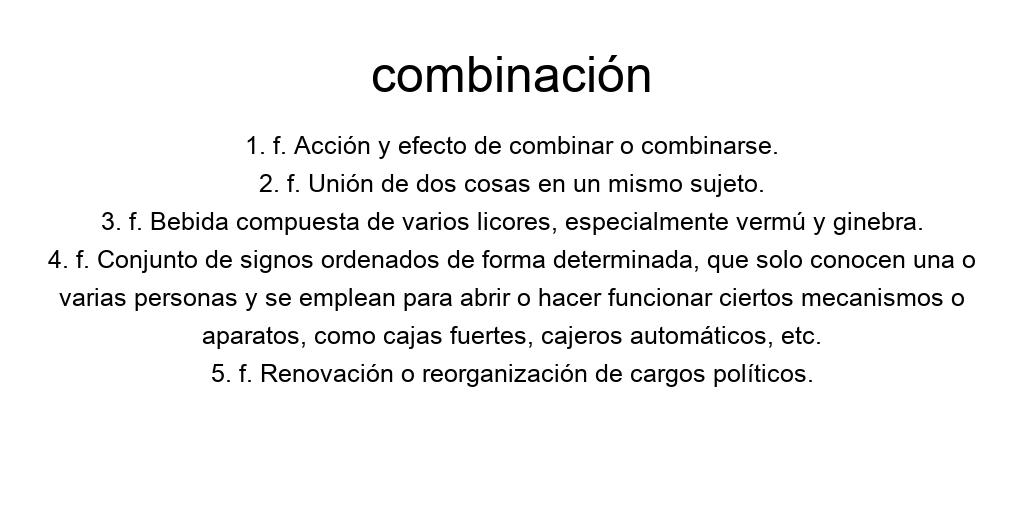 combinación
1. f. Acción y efecto de combinar o combinarse.
2. f. Unión de dos cosas en un mismo sujeto.
3. f. Bebida compuesta de varios licores, especialmente vermú y ginebra.
4. f. Conjunto de signos ordenados de forma determinada, que solo conocen una o
varias personas y se emplean para abrir o hacer funcionar ciertos mecanismos o
aparatos, como cajas fuertes, cajeros automáticos, etc.
5. f. Renovación o reorganización de cargos políticos.